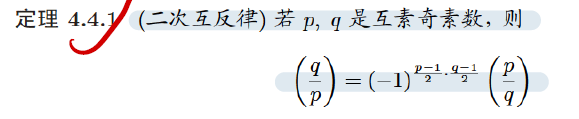 定理 4.4.1 (二次互反律) 若 p, q 是互素奇素数，则
(q/p) = (−1)^{(p−1)/2·(q−1)/2} (p/q)